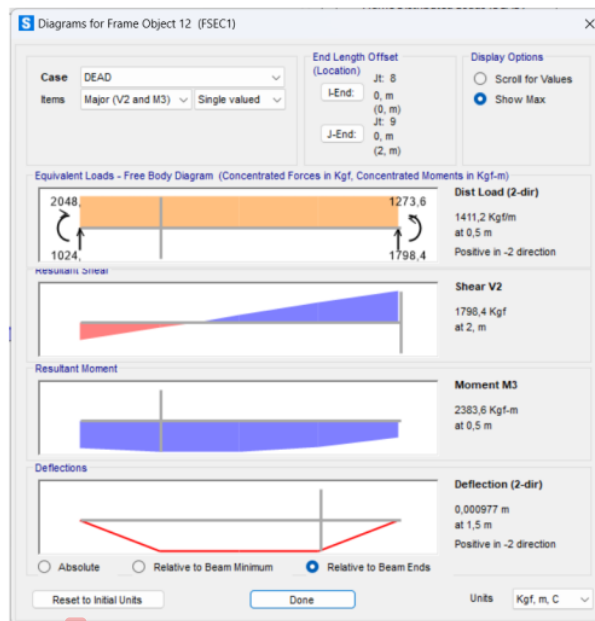 Diagrams for Frame Object 12 (FSEC1)
Case DEAD
Items Major (V2 and M3) Single valued
End Length Offset
(Location)
I-End:
Jt: 8
0, m
(0, m)
J-End:
Jt: 9
0, m
(2, m)
Display Options
Scroll for Values
Show Max
Equivalent Loads - Free Body Diagram (Concentrated Forces in Kgf, Concentrated Moments in Kgf-m)
2048, 1273,6
1024, 1798,4
Dist Load (2-dir)
1411,2 Kgf/m
at 0,5 m
Positive in -2 direction
Resultant Shear
Shear V2
1798,4 Kgf
at 2, m
Resultant Moment
Moment M3
2383,6 Kgf-m
at 0,5 m
Deflections
Deflection (2-dir)
0,000977 m
at 1,5 m
Positive in -2 direction
Absolute Relative to Beam Minimum Relative to Beam Ends
Reset to Initial Units Done Units Kgf, m, C